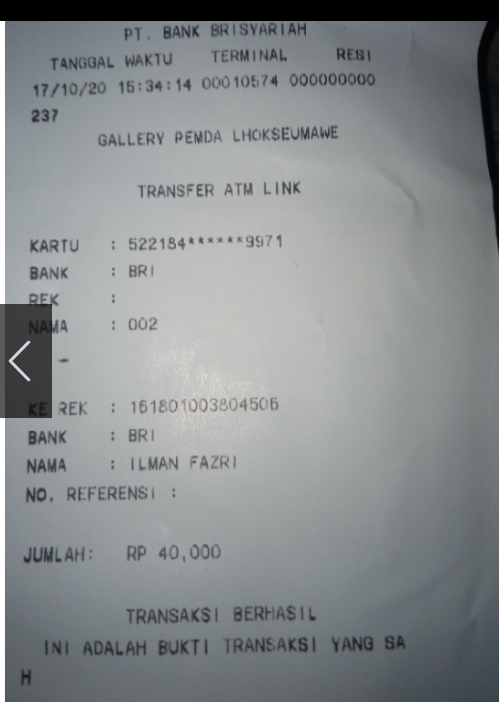 PT. BANK BRISYARIAH
TANGGAL WAKTU TERMINAL RESI
17/10/20 15:34:14 00010574 000000000
237
GALLERY PEMDA LHOKSEUMAWE
TRANSFER ATM LINK
KARTU : 522184******9971
BANK : BRI
REK :
NAMA : 002
-
KE REK : 161801003804506
BANK : BRI
NAMA : ILMAN FAZRI
NO. REFERENSI :
JUMLAH: RP 40,000
TRANSAKSI BERHASIL
INI ADALAH BUKTI TRANSAKSI YANG SA
H